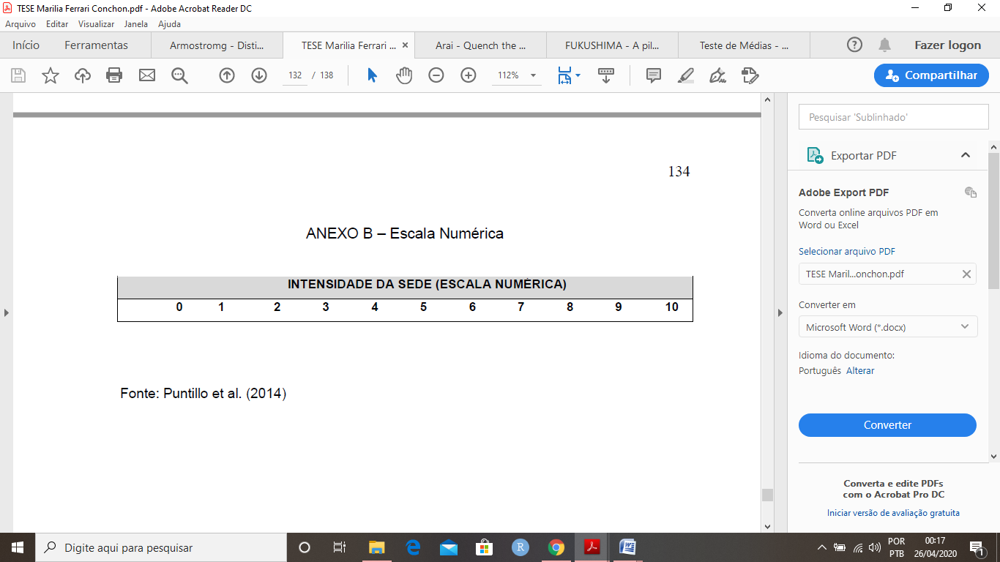 TESE Marilia Ferrari Conchon.pdf - Adobe Acrobat Reader DC
Arquivo Editar Visualizar Janela Ajuda
Início Ferramentas Armostromg - Disti... TESE Marilia Ferrari ... Arai - Quench the ... FUKUSHIMA - A pil... Teste de Médias - ... Fazer logon
132 / 138 112% Compartilhar
134
ANEXO B – Escala Numérica
INTENSIDADE DA SEDE (ESCALA NUMÉRICA)
0 1 2 3 4 5 6 7 8 9 10
Fonte: Puntillo et al. (2014)
Pesquisar 'Sublinhado'
Exportar PDF
Adobe Export PDF
Converta online arquivos PDF em
Word ou Excel
Selecionar arquivo PDF
TESE Maril...onchon.pdf
Converter em
Microsoft Word (*.docx)
Idioma do documento:
Português Alterar
Converter
Converta e edite PDFs
com o Acrobat Pro DC
Iniciar versão de avaliação gratuita
Digite aqui para pesquisar
R
POR
PTB
00:17
26/04/2020
1